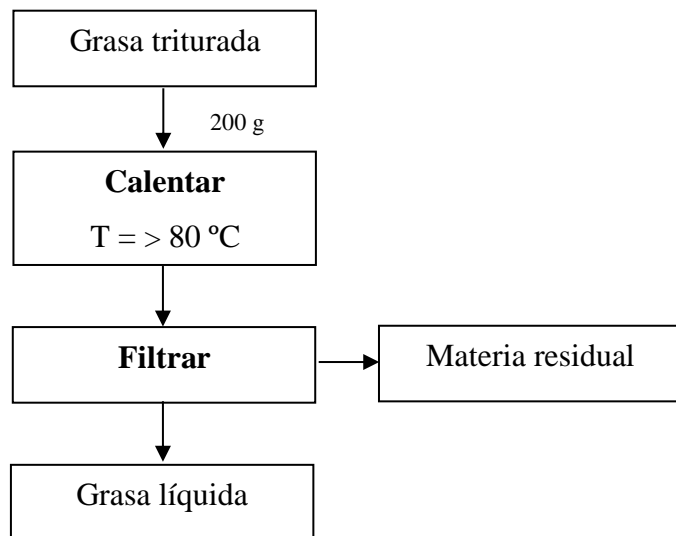 Grasa triturada
200 g
Calentar
T = > 80 ºC
Filtrar
Materia residual
Grasa líquida